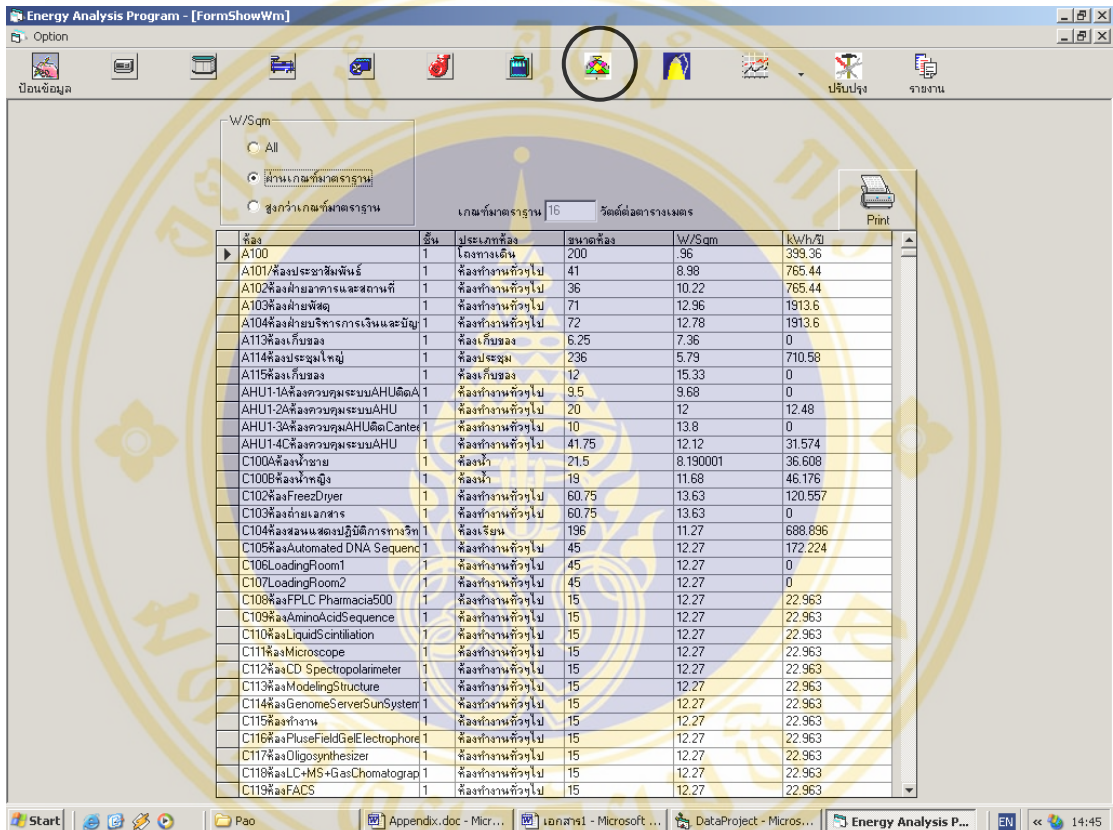 Energy Analysis Program - [FormShowWm]
Option
ป้อนข้อมูล ปรับปรุง รายงาน
W/Sqm
All
ผ่านเกณฑ์มาตราฐาน
สูงกว่าเกณฑ์มาตราฐาน
เกณฑ์มาตราฐาน 16 วัตต์ต่อตารางเมตร
Print
ห้อง ชั้น ประเภทห้อง ขนาดห้อง W/Sqm kWh/ปี
A100 1 โถงทางเดิน 200 .96 399.36
A101/ห้องประชาสัมพันธ์ 1 ห้องทำงานทั่วๆไป 41 8.98 765.44
A102ห้องฝ่ายอาคารและสถานที่ 1 ห้องทำงานทั่วๆไป 36 10.22 765.44
A103ห้องฝ่ายพัสดุ 1 ห้องทำงานทั่วๆไป 71 12.96 1913.6
A104ห้องฝ่ายบริหารการเงินและบัญ 1 ห้องทำงานทั่วๆไป 72 12.78 1913.6
A113ห้องเก็บของ 1 ห้องเก็บของ 6.25 7.36 0
A114ห้องประชุมใหญ่ 1 ห้องประชุม 236 5.79 710.58
A115ห้องเก็บของ 1 ห้องเก็บของ 12 15.33 0
AHU1-1Aห้องควบคุมระบบAHUติดA 1 ห้องทำงานทั่วๆไป 9.5 9.68 0
AHU1-2Aห้องควบคุมระบบAHU 1 ห้องทำงานทั่วๆไป 20 12 12.48
AHU1-3Aห้องควบคุมAHUติดCantee 1 ห้องทำงานทั่วๆไป 10 13.8 0
AHU1-4Cห้องควบคุมระบบAHU 1 ห้องทำงานทั่วๆไป 41.75 12.12 31.574
C100Aห้องน้ำชาย 1 ห้องน้ำ 21.5 8.190001 36.608
C100Bห้องน้ำหญิง 1 ห้องน้ำ 19 11.68 46.176
C102ห้องFreezDryer 1 ห้องทำงานทั่วๆไป 60.75 13.63 120.557
C103ห้องถ่ายเอกสาร 1 ห้องทำงานทั่วๆไป 60.75 13.63 0
C104ห้องสอนแสดงปฏิบัติการทางวิท 1 ห้องเรียน 196 11.27 688.896
C105ห้องAutomated DNA Sequenc 1 ห้องทำงานทั่วๆไป 45 12.27 172.224
C106LoadingRoom1 1 ห้องทำงานทั่วๆไป 45 12.27 0
C107LoadingRoom2 1 ห้องทำงานทั่วๆไป 45 12.27 0
C108ห้องFPLC Pharmacia500 1 ห้องทำงานทั่วๆไป 15 12.27 22.963
C109ห้องAminoAcidSequence 1 ห้องทำงานทั่วๆไป 15 12.27 22.963
C110ห้องLiquidScintiliation 1 ห้องทำงานทั่วๆไป 15 12.27 22.963
C111ห้องMicroscope 1 ห้องทำงานทั่วๆไป 15 12.27 22.963
C112ห้องCD Spectropolarimeter 1 ห้องทำงานทั่วๆไป 15 12.27 22.963
C113ห้องModelingStructure 1 ห้องทำงานทั่วๆไป 15 12.27 22.963
C114ห้องGenomeServerSunSystem 1 ห้องทำงานทั่วๆไป 15 12.27 22.963
C115ห้องทำงาน 1 ห้องทำงานทั่วๆไป 15 12.27 22.963
C116ห้องPluseFieldGelElectrophore 1 ห้องทำงานทั่วๆไป 15 12.27 22.963
C117ห้องOligosynthesizer 1 ห้องทำงานทั่วๆไป 15 12.27 22.963
C118ห้องLC+MS+GasChomatograp 1 ห้องทำงานทั่วๆไป 15 12.27 22.963
C119ห้องFACS 1 ห้องทำงานทั่วๆไป 15 12.27 22.963
Start Pao Appendix.doc - Micr... เอกสาร1 - Microsoft ... DataProject - Micros... Energy Analysis P... EN « 14:45